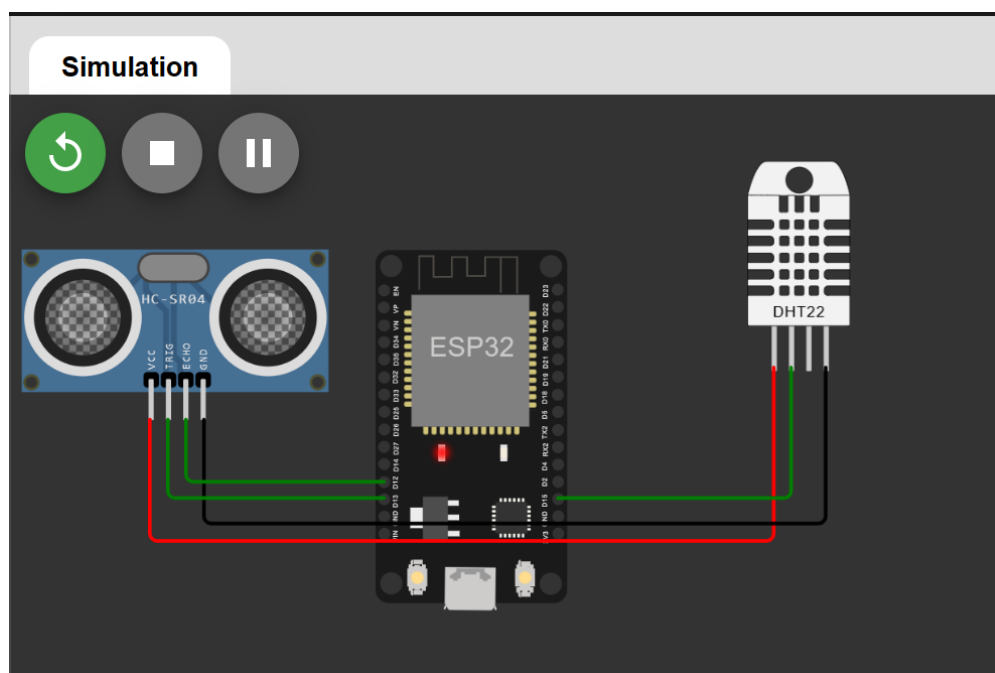 Simulation
HC-SR04
VCC
TRIG
ECHO
GND
ESP32
EN
VP
VN
D34
D35
D32
D33
D25
D26
D27
D14
D12
D13
GND
VIN
D23
D22
TX0
RX0
D21
D19
D18
D5
TX2
RX2
D4
D2
D15
GND
3V3
DHT22